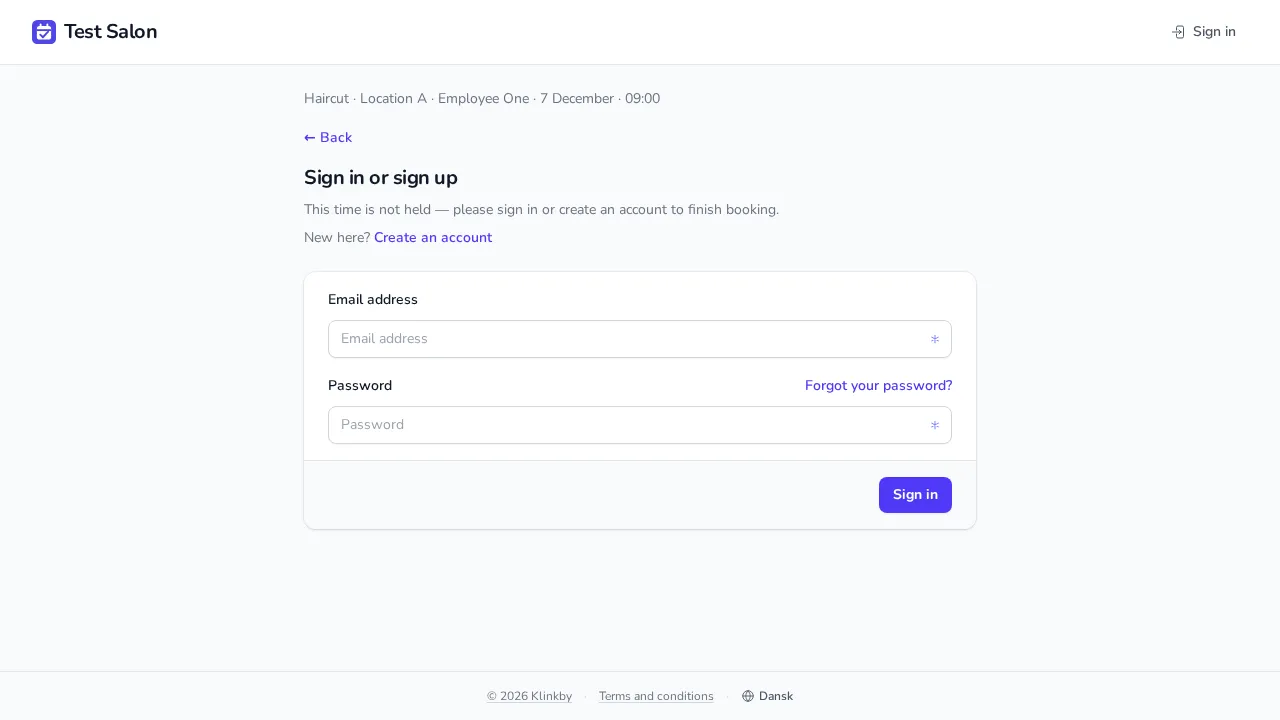 Test Salon
Sign in
Haircut · Location A · Employee One · 7 December · 09:00
← Back
Sign in or sign up
This time is not held — please sign in or create an account to finish booking.
New here? Create an account
Email address
Email address *
Password
Forgot your password?
Password *
Sign in
© 2026 Klinkby · Terms and conditions · Dansk